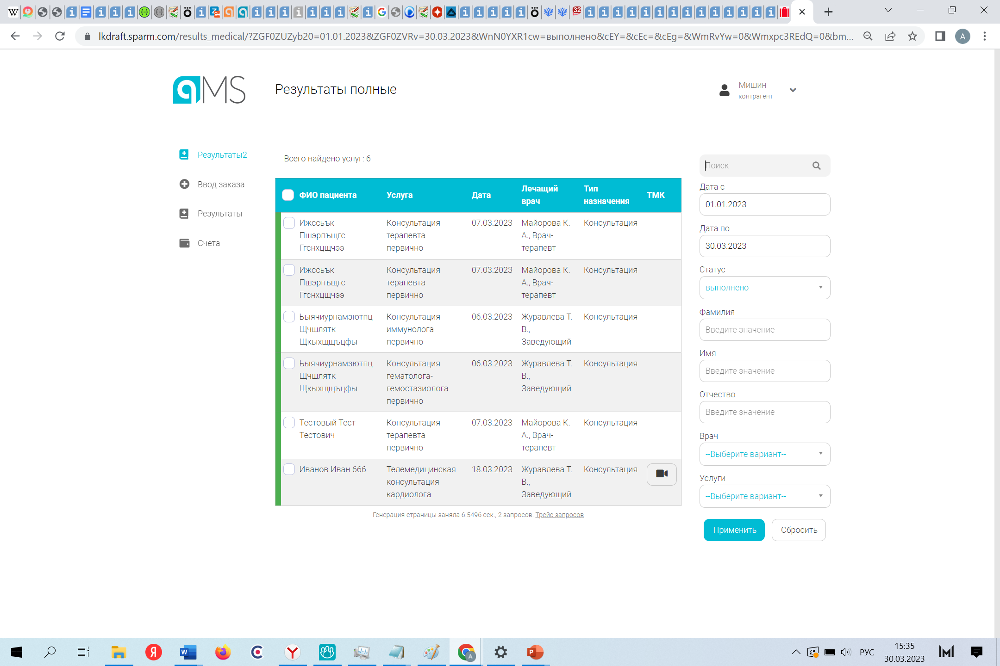 lkdraft.sparm.com/results_medical/?ZGF0ZUZyb20=01.01.2023&ZGF0ZVRv=30.03.2023&WnN0YXR1cw=выполнено&cEY=&cEc=&cEg=&WmRvYw=0&Wmxpc3REdQ=0&bm...
A
qMS
Результаты полные
Мишин
контрагент
Результаты2
Ввод заказа
Результаты
Счета
Всего найдено услуг: 6
ФИО пациента Услуга Дата Лечащий врач Тип назначения ТМК
Ижссьък Консультация 07.03.2023 Майорова К. Консультация
Пшэрпъщгс терапевта А., Врач-
Ггснхцщчээ первично терапевт
Ижссьък Консультация 07.03.2023 Майорова К. Консультация
Пшэрпъщгс терапевта А., Врач-
Ггснхцщчээ первично терапевт
Ьыячиурнамзютпц Консультация 06.03.2023 Журавлева Т. Консультация
Щчшлятк иммунолога В.,
Щкыхщщъцфы первично Заведующий
Ьыячиурнамзютпц Консультация 06.03.2023 Журавлева Т. Консультация
Щчшлятк гематолога- В.,
Щкыхщщъцфы гемостазиолога Заведующий
первично
Тестовый Тест Консультация 07.03.2023 Майорова К. Консультация
Тестович терапевта А., Врач-
первично терапевт
Иванов Иван 666 Телемедицинская 18.03.2023 Журавлева Т. Консультация
консультация В.,
кардиолога Заведующий
Генерация страницы заняла 6.5496 сек., 2 запросов. Трейс запросов
Поиск
Дата с
01.01.2023
Дата по
30.03.2023
Статус
выполнено
Фамилия
Введите значение
Имя
Введите значение
Отчество
Введите значение
Врач
--Выберите вариант--
Услуги
--Выберите вариант--
Применить Сбросить
РУС
15:35
30.03.2023